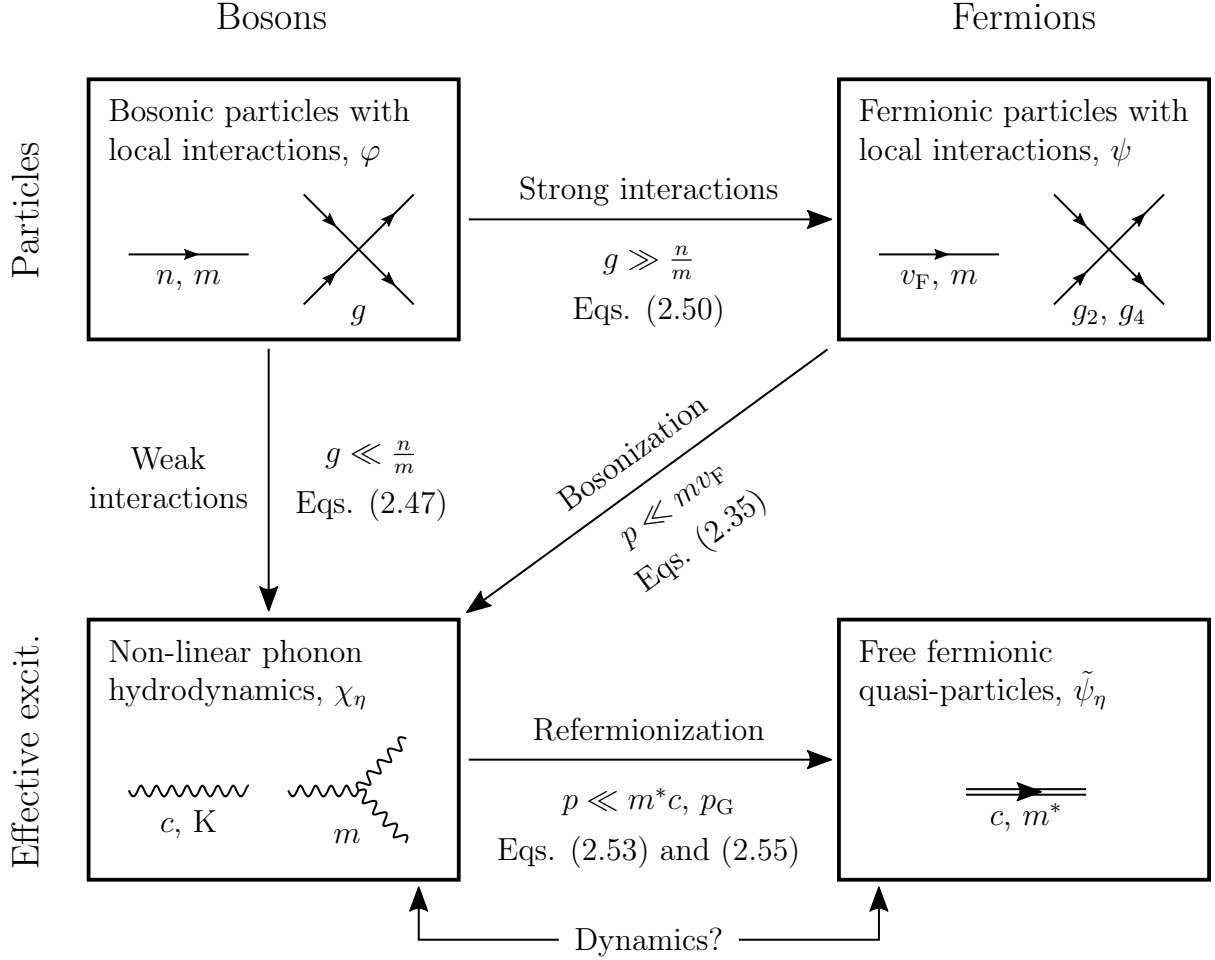 Bosons
Fermions
Particles
Bosonic particles with
local interactions, φ
n, m
g
Strong interactions
g ≫ n/m
Eqs. (2.50)
Fermionic particles with
local interactions, ψ
v_F, m
g_2, g_4
Weak
interactions
g ≪ n/m
Eqs. (2.47)
Bosonization
p ≪ mv_F
Eqs. (2.35)
Effective excit.
Non-linear phonon
hydrodynamics, χ_η
c, K
m
Refermionization
p ≪ m*c, p_G
Eqs. (2.53) and (2.55)
Free fermionic
quasi-particles, ψ̃_η
c, m*
Dynamics?